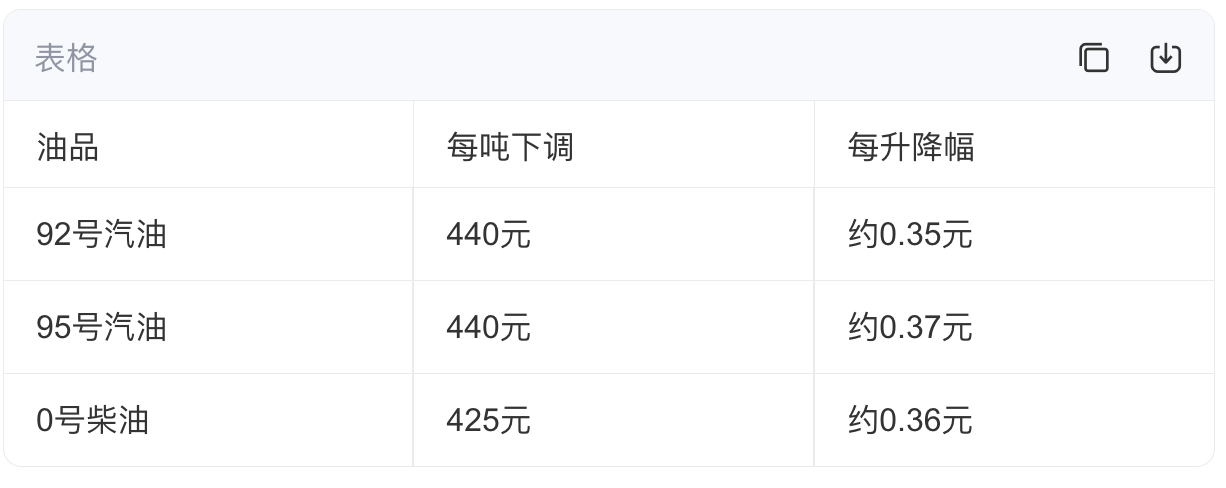 表格
油品 每吨下调 每升降幅
92号汽油 440元 约0.35元
95号汽油 440元 约0.37元
0号柴油 425元 约0.36元